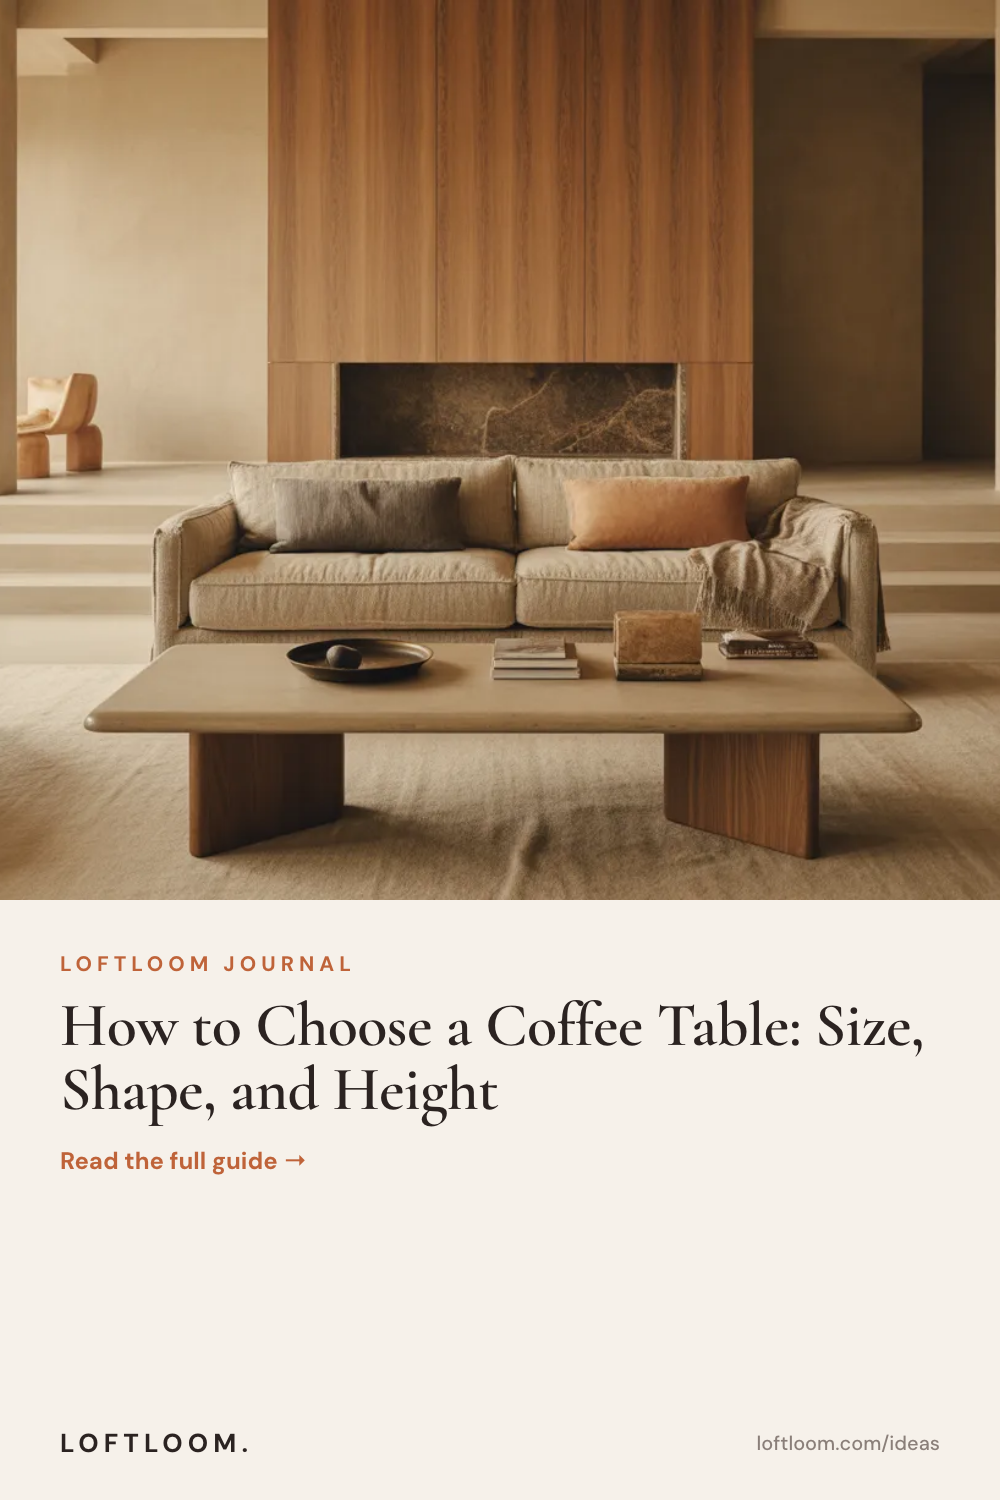 LOFTLOOM JOURNAL
How to Choose a Coffee Table: Size,
Shape, and Height
Read the full guide →
LOFTLOOM.
loftloom.com/ideas